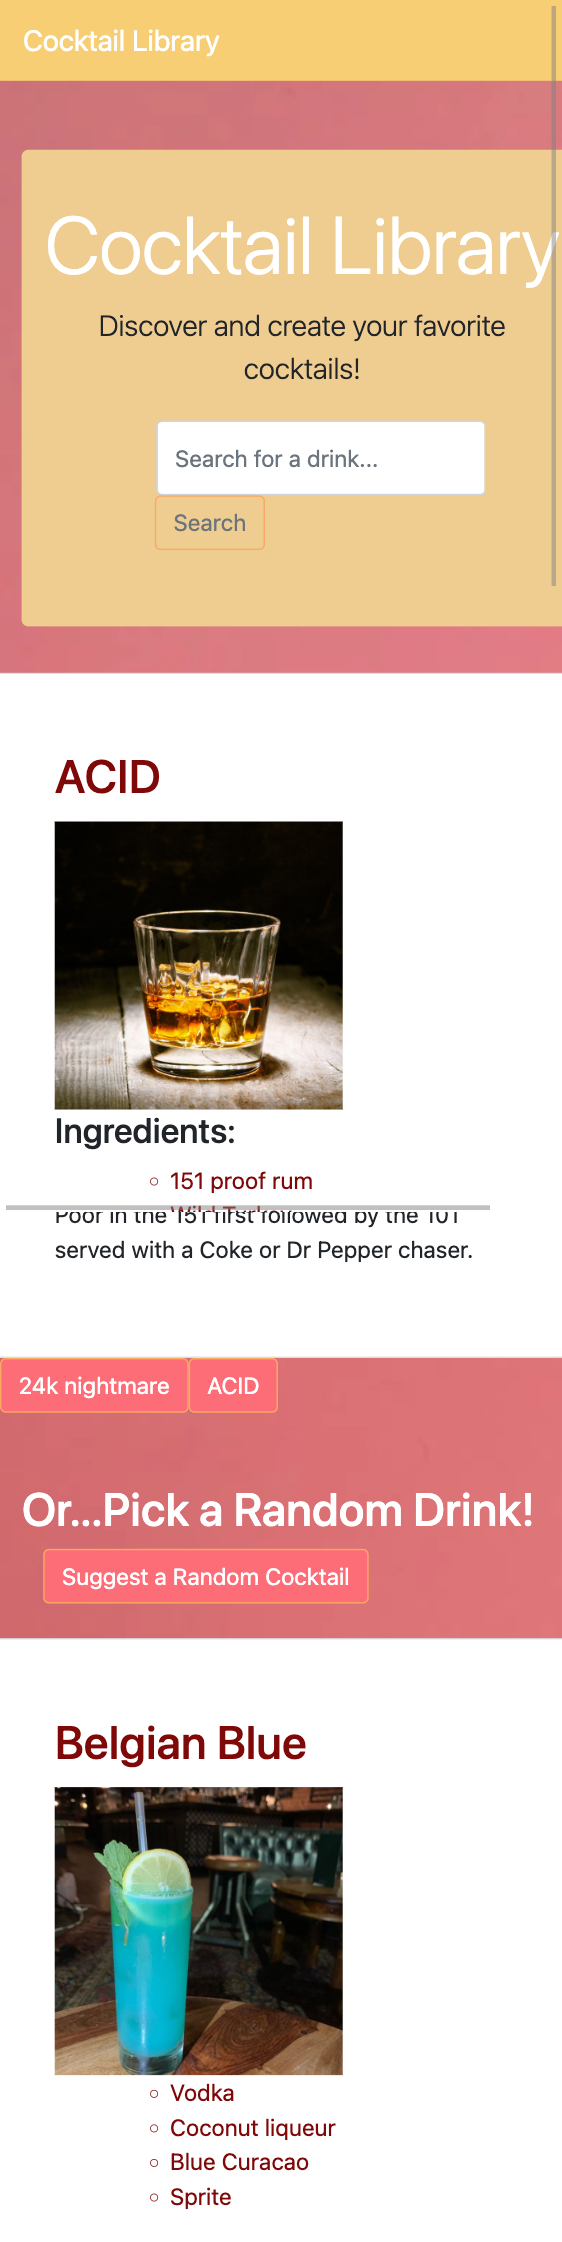 Cocktail Library
Cocktail Library
Discover and create your favorite
cocktails!
Search for a drink...
Search
ACID
Ingredients:
151 proof rum
Poor in the 151 first followed by the 101
served with a Coke or Dr Pepper chaser.
24k nightmare ACID
Or...Pick a Random Drink!
Suggest a Random Cocktail
Belgian Blue
Vodka
Coconut liqueur
Blue Curacao
Sprite